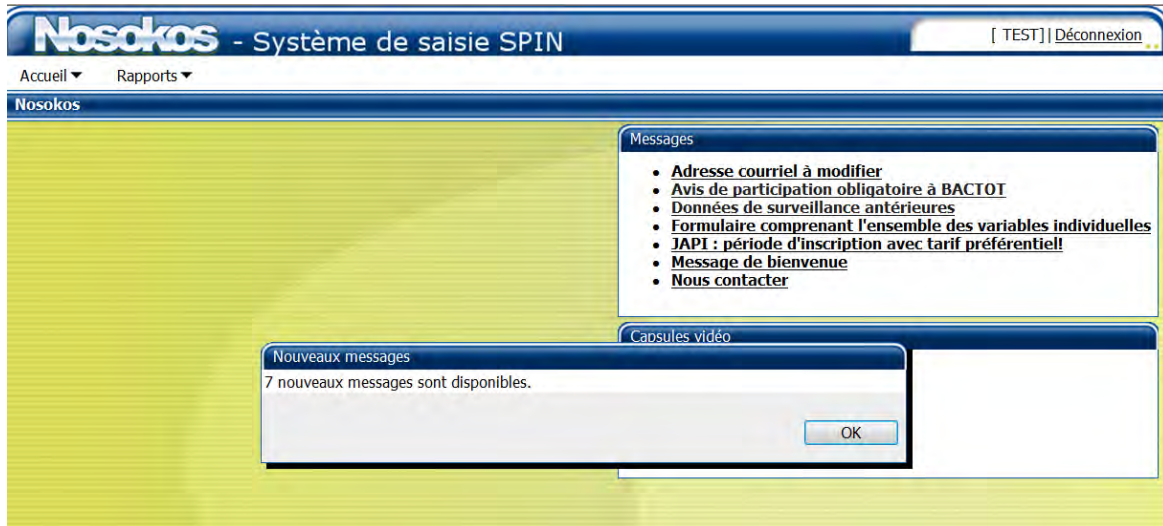 Nosokos - Système de saisie SPIN
[ TEST]|Déconnexion
Accueil Rapports
Nosokos
Messages
Adresse courriel à modifier
Avis de participation obligatoire à BACTOT
Données de surveillance antérieures
Formulaire comprenant l'ensemble des variables individuelles
JAPI : période d'inscription avec tarif préférentiel!
Message de bienvenue
Nous contacter
Capsules vidéo
Nouveaux messages
7 nouveaux messages sont disponibles.
OK